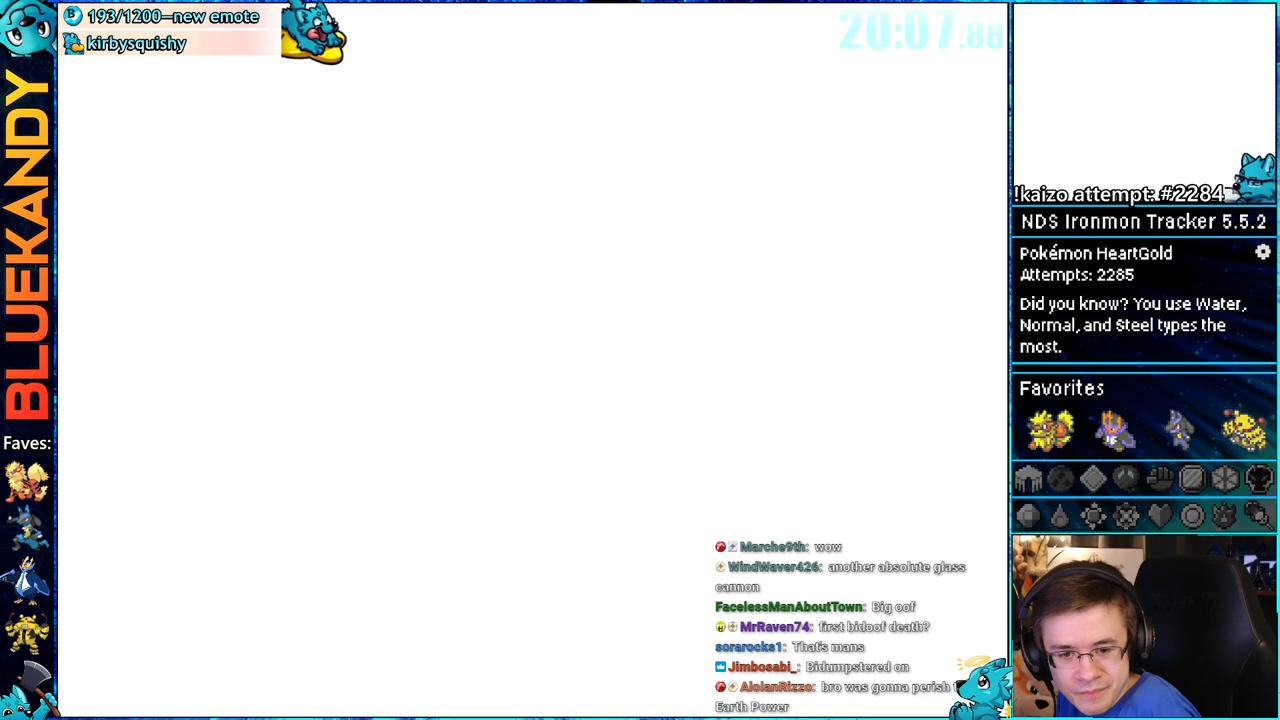 193/1200—new emote
kirbysquishy
20:07.88
BLUEKANDY
Faves:
!kaizo attempt: #2284
NDS Ironmon Tracker 5.5.2
Pokémon HeartGold
Attempts: 2285
Did you know? You use Water,
Normal, and Steel types the
most.
Favorites
Marche9th: wow
WindWaver426: another absolute glass
cannon
FacelessManAboutTown: Big oof
MrRaven74: first bidoof death?
sorarocks1: That's mans
Jimbosabi_: Bidumpstered on
AlolanRizzo: bro was gonna perish
Earth Power